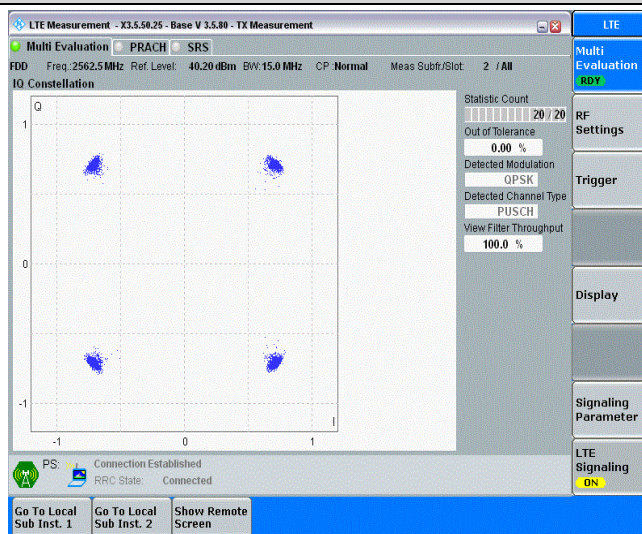 LTE Measurement - X3.5.50.25 - Base V 3.5.80 - TX Measurement
LTE
Multi Evaluation PRACH SRS
FDD Freq.:2562.5 MHz Ref. Level: 40.20 dBm BW:15.0 MHz CP :Normal Meas Subfr./Slot: 2 / All
IQ Constellation
Q
1
0
-1
-1 0 1
I
Statistic Count
20 / 20
Out of Tolerance
0.00 %
Detected Modulation
QPSK
Detected Channel Type
PUSCH
View Filter Throughput
100.0 %
Multi
Evaluation
RDY
RF
Settings
Trigger
Display
Signaling
Parameter
LTE
Signaling
ON
PS: Connection Established
RRC State: Connected
Go To Local
Sub Inst. 1
Go To Local
Sub Inst. 2
Show Remote
Screen